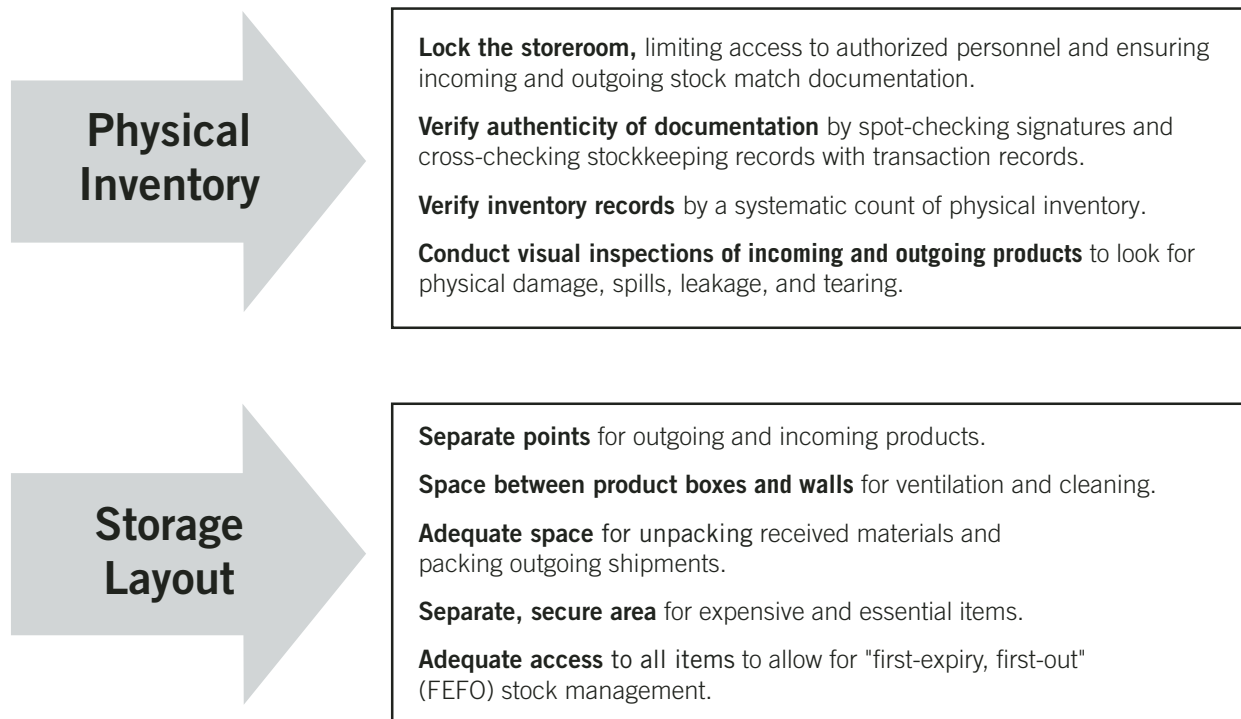 Physical
Inventory
Lock the storeroom, limiting access to authorized personnel and ensuring
incoming and outgoing stock match documentation.
Verify authenticity of documentation by spot-checking signatures and
cross-checking stockkeeping records with transaction records.
Verify inventory records by a systematic count of physical inventory.
Conduct visual inspections of incoming and outgoing products to look for
physical damage, spills, leakage, and tearing.
Storage
Layout
Separate points for outgoing and incoming products.
Space between product boxes and walls for ventilation and cleaning.
Adequate space for unpacking received materials and
packing outgoing shipments.
Separate, secure area for expensive and essential items.
Adequate access to all items to allow for "first-expiry, first-out"
(FEFO) stock management.